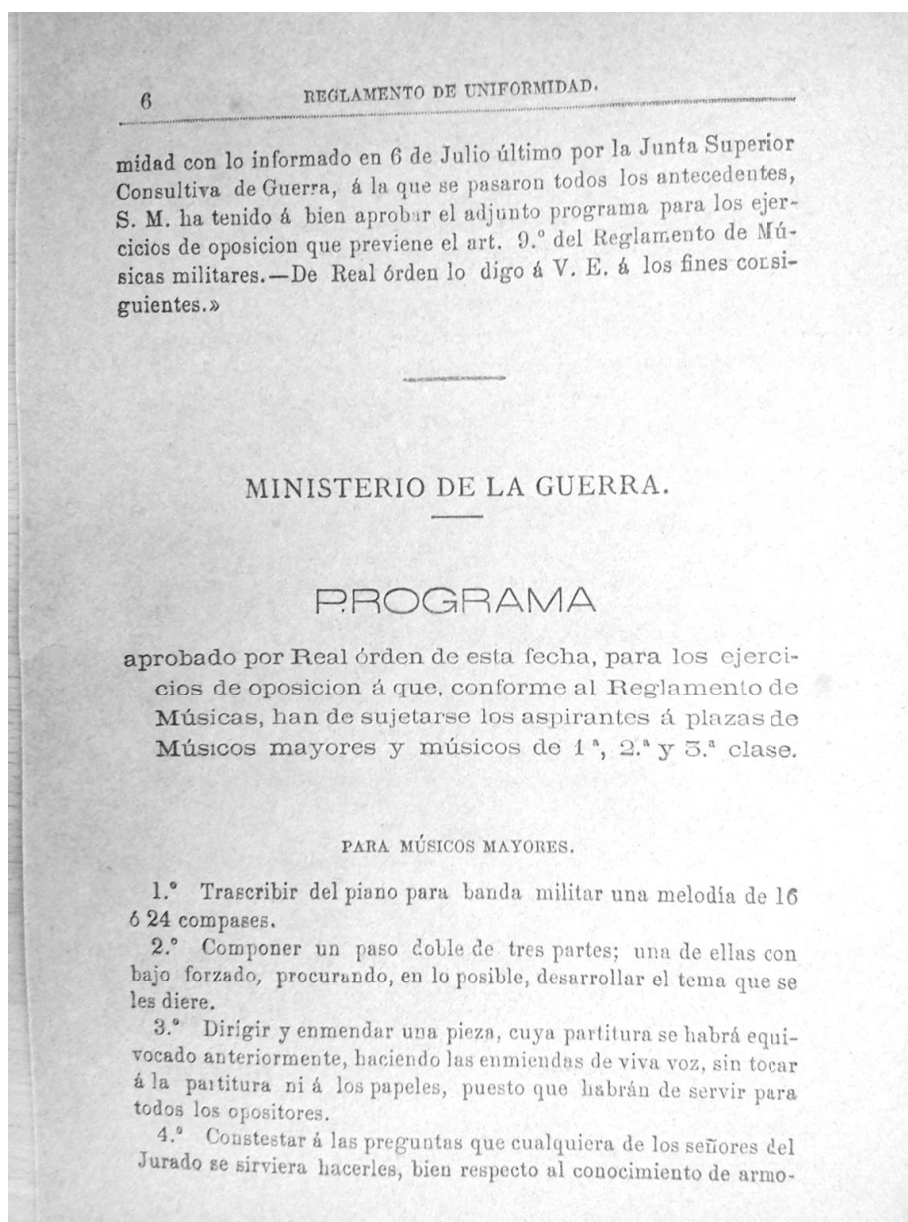 6 REGLAMENTO DE UNIFORMIDAD.
midad con lo informado en 6 de Julio último por la Junta Superior
Consultiva de Guerra, á la que se pasaron todos los antecedentes,
S. M. ha tenido á bien aprobar el adjunto programa para los ejer-
cicios de oposicion que previene el art. 9.º del Reglamento de Mú-
sicas militares.—De Real órden lo digo á V. E. á los fines consi-
guientes.»
MINISTERIO DE LA GUERRA.
PROGRAMA
aprobado por Real órden de esta fecha, para los ejerci-
cios de oposicion á que, conforme al Reglamento de
Músicas, han de sujetarse los aspirantes á plazas de
Músicos mayores y músicos de 1ª, 2.ª y 3.ª clase.
PARA MÚSICOS MAYORES.
1.º Trascribir del piano para banda militar una melodía de 16
ó 24 compases.
2.º Componer un paso doble de tres partes; una de ellas con
bajo forzado, procurando, en lo posible, desarrollar el tema que se
les diere.
3.º Dirigir y enmendar una pieza, cuya partitura se habrá equi-
vocado anteriormente, haciendo las enmiendas de viva voz, sin tocar
á la partitura ni á los papeles, puesto que habrán de servir para
todos los opositores.
4.º Constestar á las preguntas que cualquiera de los señores del
Jurado se sirviera hacerles, bien respecto al conocimiento de armo-